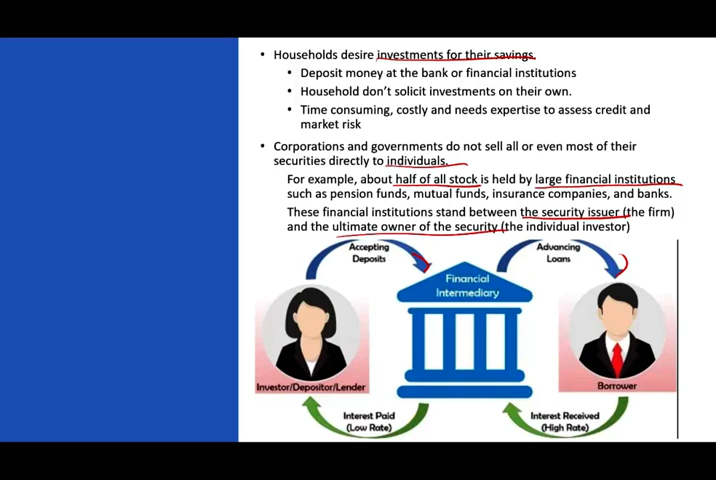 • Households desire investments for their savings.
• Deposit money at the bank or financial institutions
• Household don't solicit investments on their own.
• Time consuming, costly and needs expertise to assess credit and
market risk
• Corporations and governments do not sell all or even most of their
securities directly to individuals.
For example, about half of all stock is held by large financial institutions
such as pension funds, mutual funds, insurance companies, and banks.
These financial institutions stand between the security issuer (the firm)
and the ultimate owner of the security (the individual investor)
Accepting
Deposits
Advancing
Loans
Financial
Intermediary
Investor/Depositor/Lender
Borrower
Interest Paid
(Low Rate)
Interest Received
(High Rate)